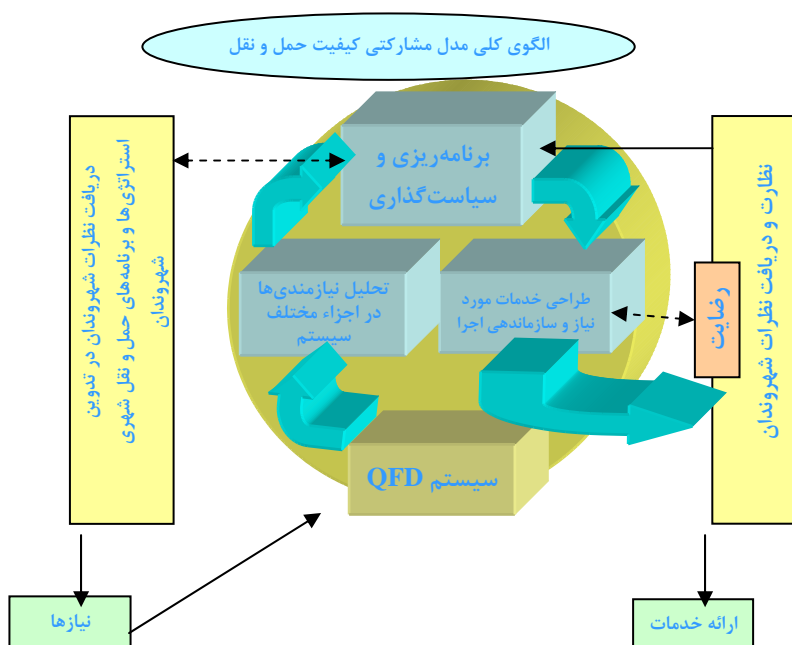 الگوی کلی مدل مشارکتی کیفیت حمل و نقل
برنامه‌ریزی و
سیاست‌گذاری
نظارت و دریافت نظرات شهروندان
رضایت
دریافت نظرات شهروندان در تدوین
استراتژی‌ها و برنامه‌های حمل و نقل شهری
شهروندان
طراحی خدمات مورد
نیاز و سازماندهی اجرا
تحلیل نیازمندی‌ها
در اجزاء مختلف
سیستم
سیستم QFD
ارائه خدمات
نیازها